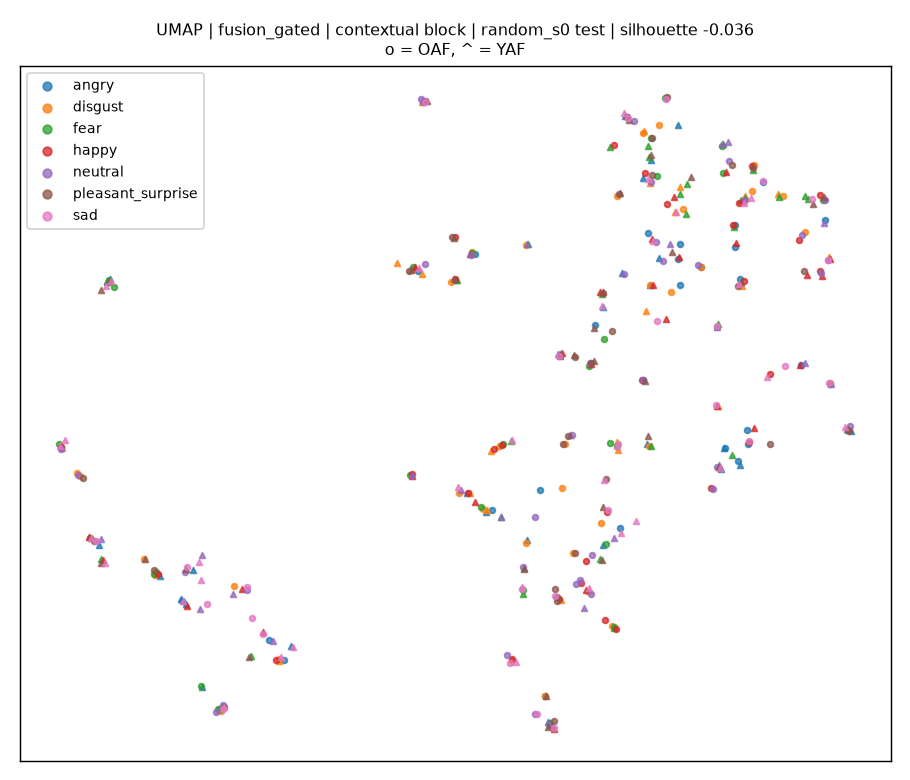 UMAP | fusion_gated | contextual block | random_s0 test | silhouette -0.036
o = OAF, ^ = YAF
angry
disgust
fear
happy
neutral
pleasant_surprise
sad